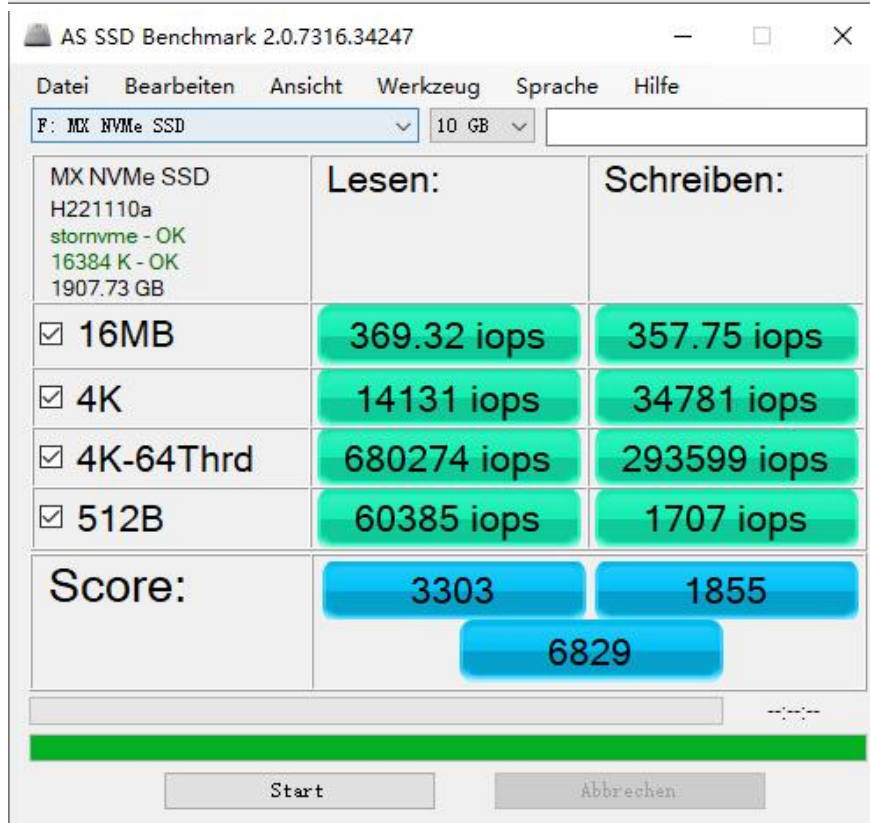 AS SSD Benchmark 2.0.7316.34247
Datei Bearbeiten Ansicht Werkzeug Sprache Hilfe
F: MX NVMe SSD 10 GB
MX NVMe SSD
H221110a
stornvme - OK
16384 K - OK
1907.73 GB
Lesen: Schreiben:
16MB 369.32 iops 357.75 iops
4K 14131 iops 34781 iops
4K-64Thrd 680274 iops 293599 iops
512B 60385 iops 1707 iops
Score: 3303 1855
6829
--:--:--
Start Abbrechen